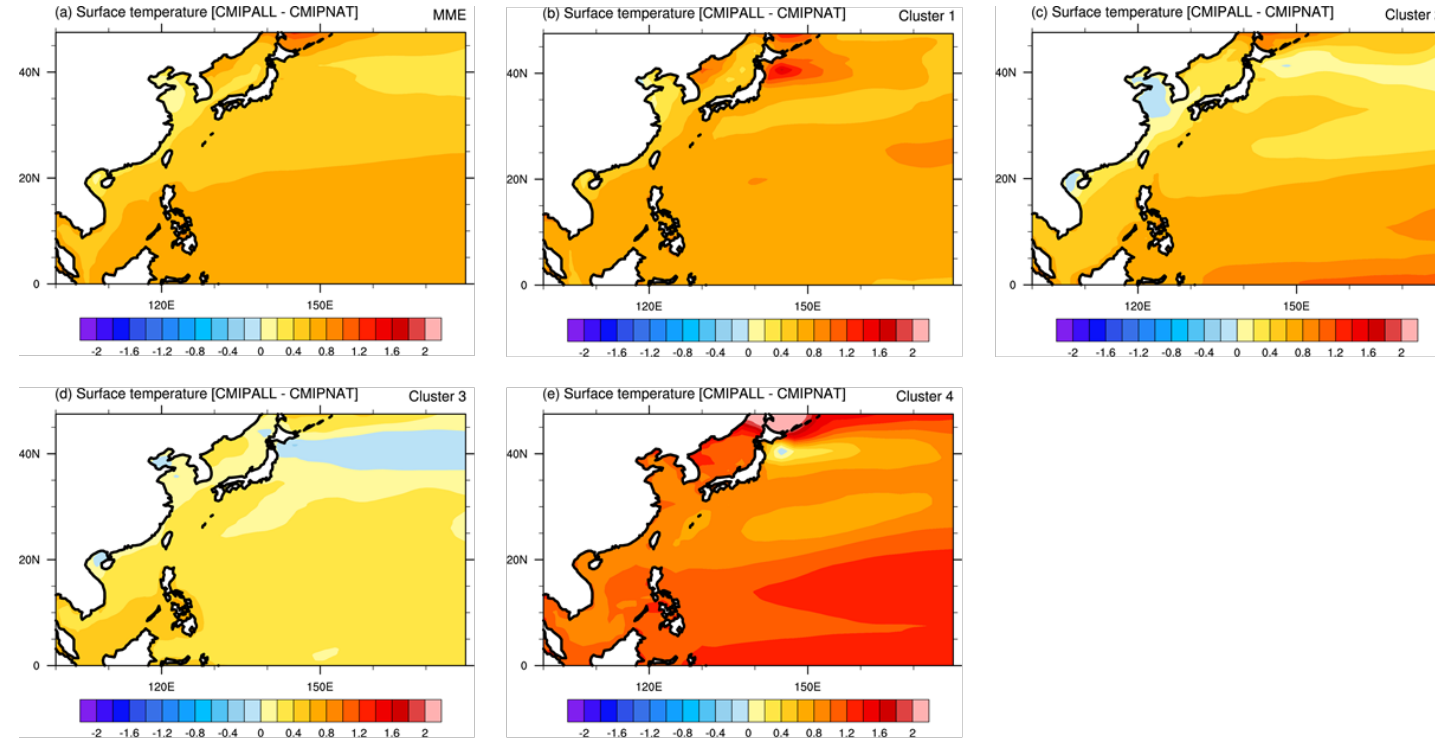 (a) Surface temperature [CMIPALL - CMIPNAT] MME
(b) Surface temperature [CMIPALL - CMIPNAT] Cluster 1
(c) Surface temperature [CMIPALL - CMIPNAT] Cluster
40N
20N
0
120E 150E
-2 -1.6 -1.2 -0.8 -0.4 0 0.4 0.8 1.2 1.6 2
40N
20N
0
120E 150E
-2 -1.6 -1.2 -0.8 -0.4 0 0.4 0.8 1.2 1.6 2
40N
20N
0
120E 150E
-2 -1.6 -1.2 -0.8 -0.4 0 0.4 0.8 1.2 1.6 2
(d) Surface temperature [CMIPALL - CMIPNAT] Cluster 3
40N
20N
0
120E 150E
-2 -1.6 -1.2 -0.8 -0.4 0 0.4 0.8 1.2 1.6 2
(e) Surface temperature [CMIPALL - CMIPNAT] Cluster 4
40N
20N
0
120E 150E
-2 -1.6 -1.2 -0.8 -0.4 0 0.4 0.8 1.2 1.6 2